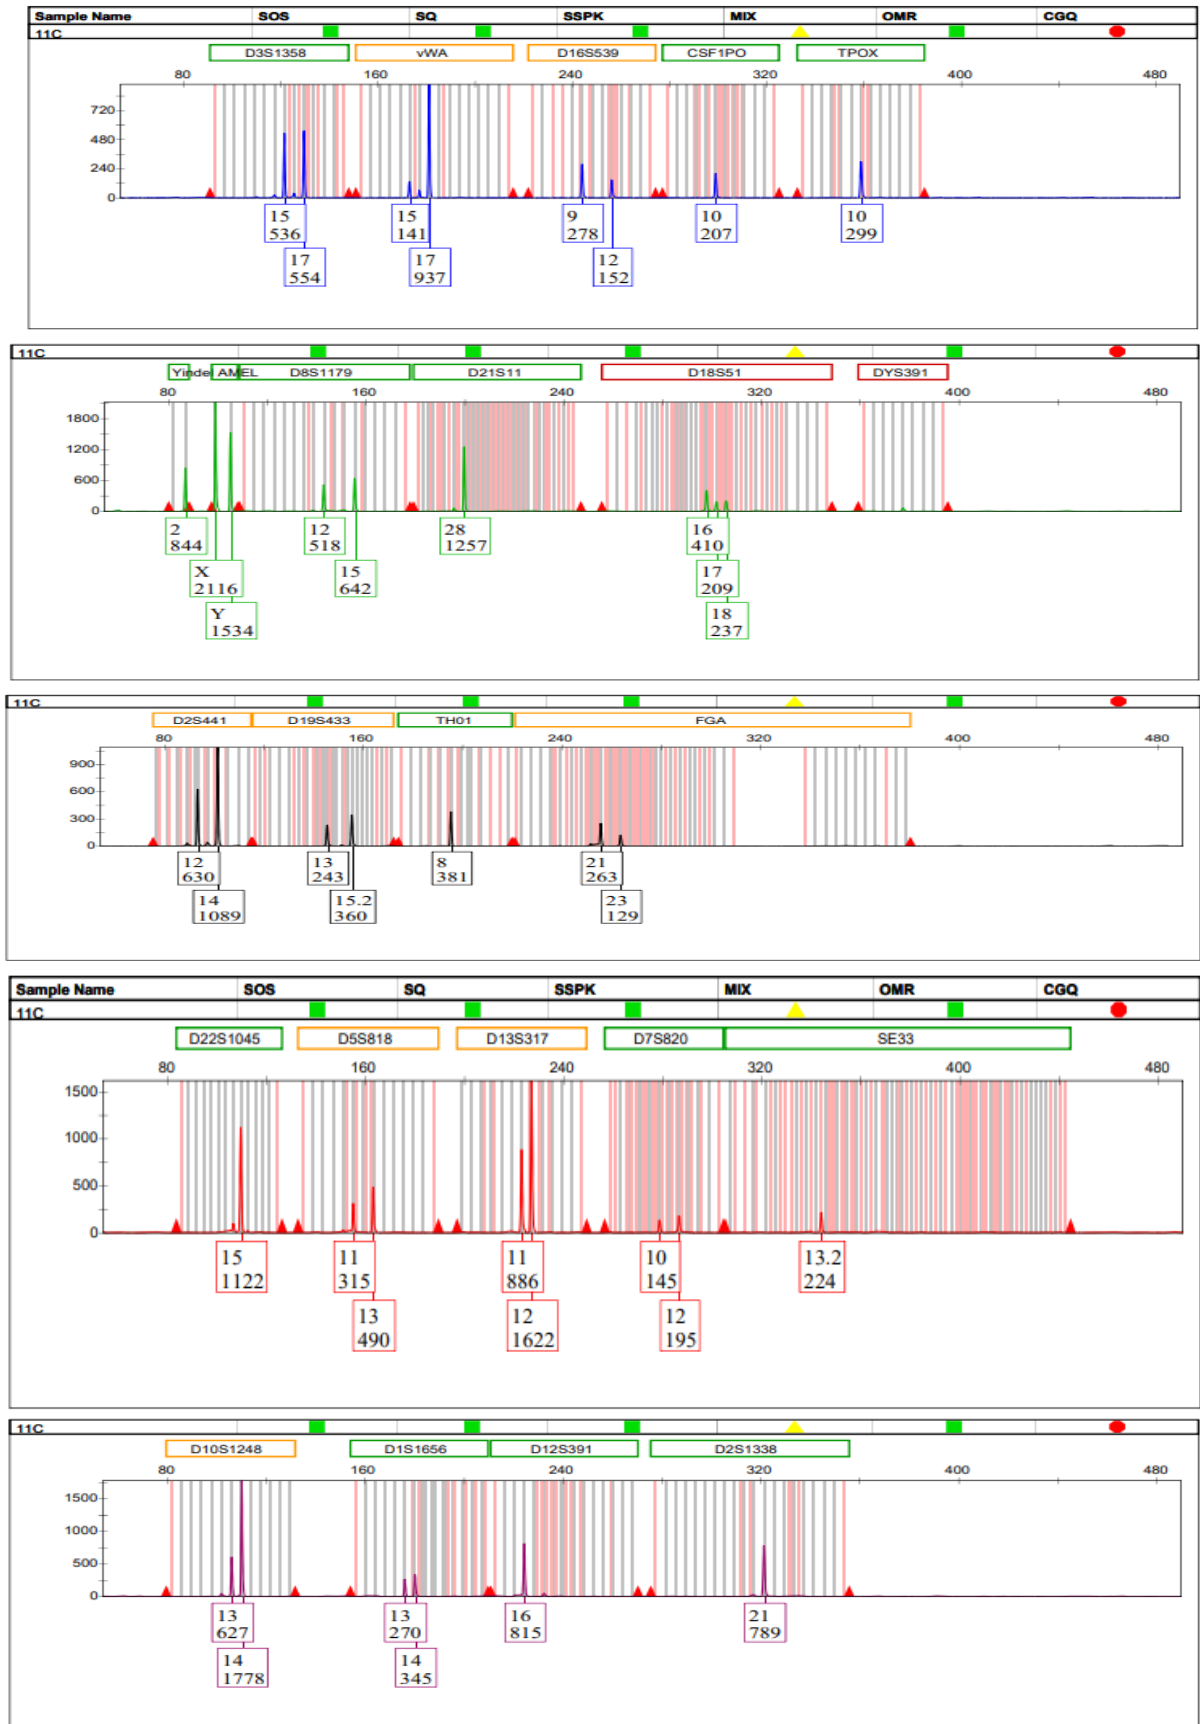 Sample Name SOS SQ SSPK MIX OMR CGQ
11C
D3S1358 vWA D16S539 CSF1PO TPOX
80 160 240 320 400 480
720
480
240
0
15 15 9 10 10
536 141 278 207 299
17 17 12
554 937 152
11C
Yindel AMEL D8S1179 D21S11 D18S51 DYS391
80 160 240 320 400 480
1800
1200
600
0
2 12 28 16
844 518 1257 410
X 15 17
2116 642 209
Y 18
1534 237
11C
D2S441 D19S433 TH01 FGA
80 160 240 320 400 480
900
600
300
0
12 13 8 21
630 243 381 263
14 15.2 23
1089 360 129
Sample Name SOS SQ SSPK MIX OMR CGQ
11C
D22S1045 D5S818 D13S317 D7S820 SE33
80 160 240 320 400 480
1500
1000
500
0
15 11 11 10 13.2
1122 315 886 145 224
13 12 12
490 1622 195
11C
D10S1248 D1S1656 D12S391 D2S1338
80 160 240 320 400 480
1500
1000
500
0
13 13 16 21
627 270 815 789
14 14
1778 345